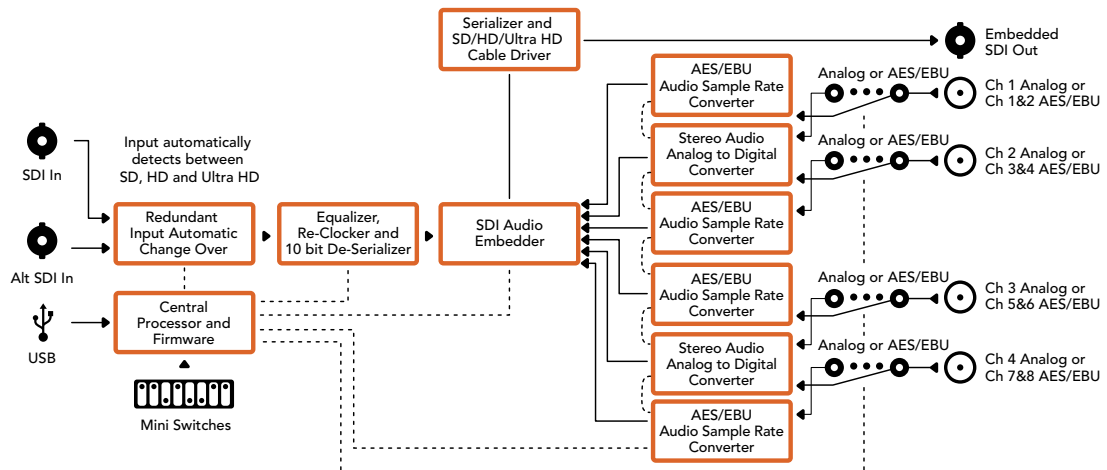 Serializer and
SD/HD/Ultra HD
Cable Driver
Embedded
SDI Out
AES/EBU
Audio Sample Rate
Converter
Analog or AES/EBU
Ch 1 Analog or
Ch 1&2 AES/EBU
SDI In
Input automatically
detects between
SD, HD and Ultra HD
Stereo Audio
Analog to Digital
Converter
Analog or AES/EBU
Ch 2 Analog or
Ch 3&4 AES/EBU
Alt SDI In
Redundant
Input Automatic
Change Over
Equalizer,
Re-Clocker and
10 bit De-Serializer
SDI Audio
Embedder
AES/EBU
Audio Sample Rate
Converter
USB
Central
Processor and
Firmware
AES/EBU
Audio Sample Rate
Converter
Analog or AES/EBU
Ch 3 Analog or
Ch 5&6 AES/EBU
Stereo Audio
Analog to Digital
Converter
Analog or AES/EBU
Ch 4 Analog or
Ch 7&8 AES/EBU
Mini Switches
AES/EBU
Audio Sample Rate
Converter